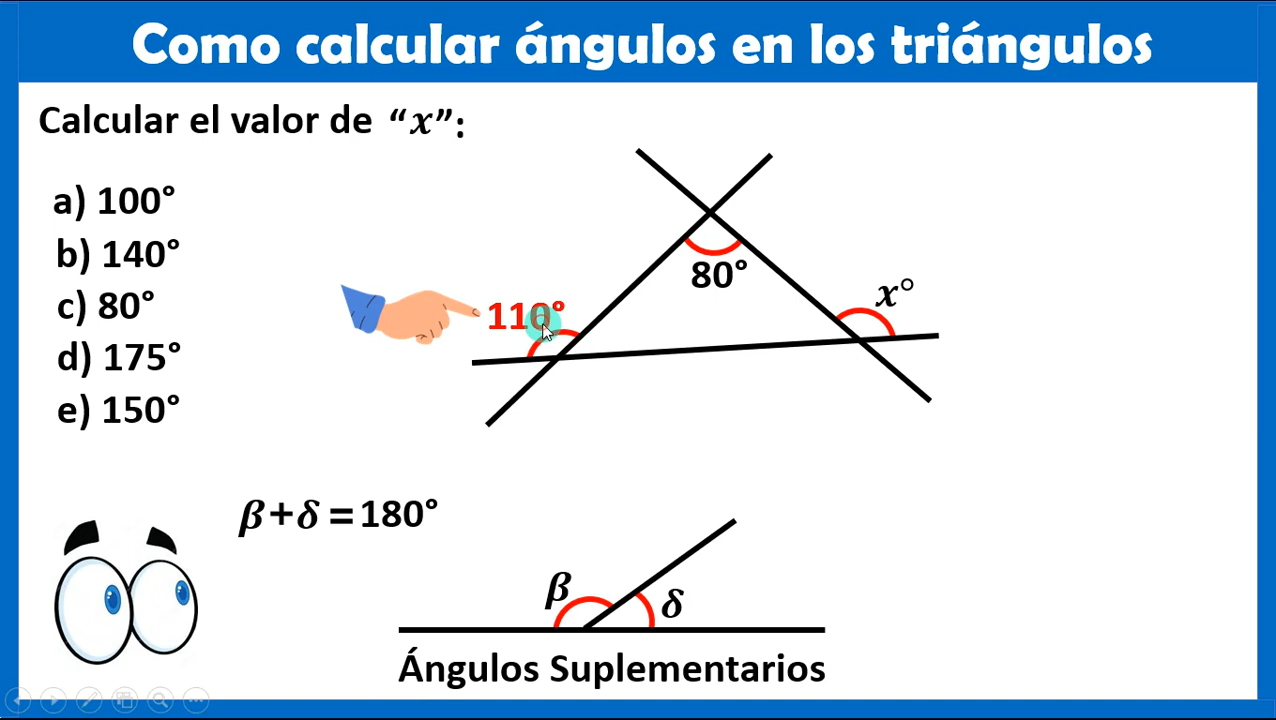 Como calcular ángulos en los triángulos
Calcular el valor de “x”:
a) 100°
b) 140°
c) 80°
d) 175°
e) 150°
80°
x°
110°
β+δ=180°
β
δ
Ángulos Suplementarios